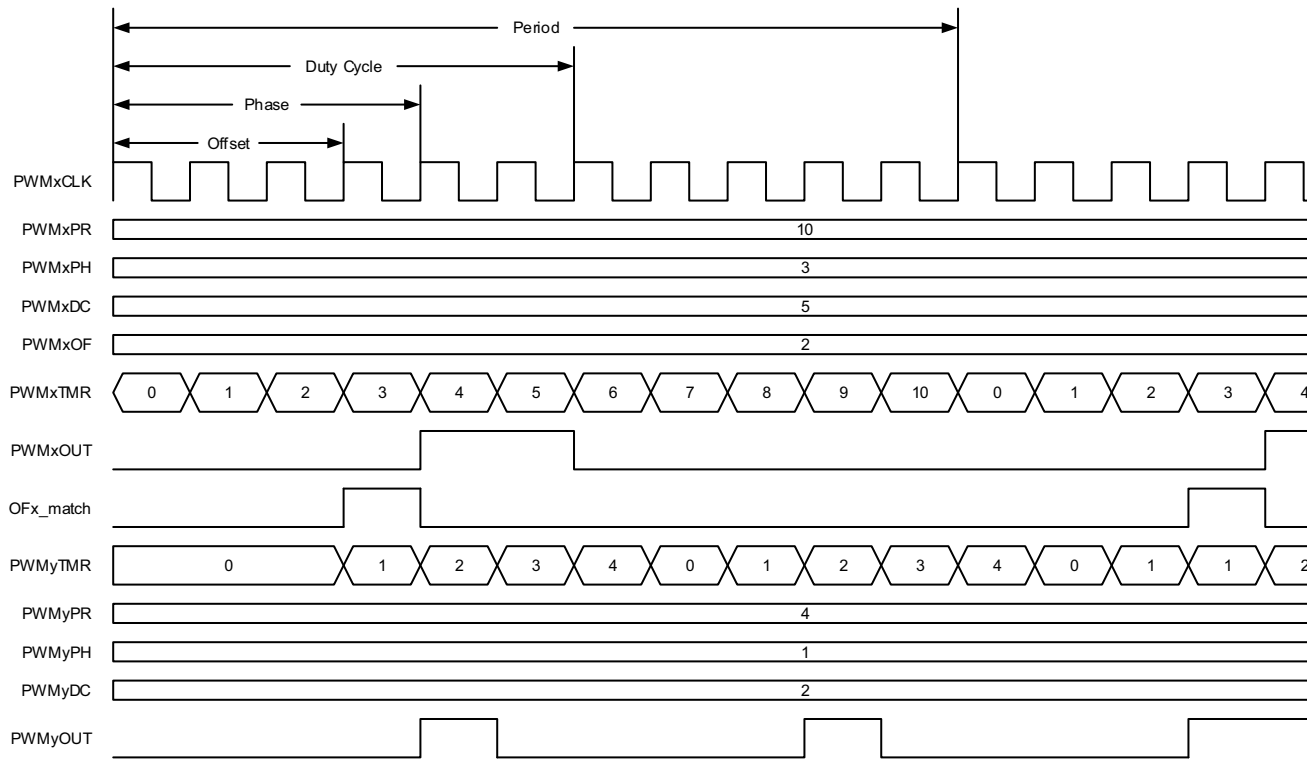 Period
Duty Cycle
Phase
Offset
PWMxCLK
PWMxPR 10
PWMxPH 3
PWMxDC 5
PWMxOF 2
PWMxTMR 0 1 2 3 4 5 6 7 8 9 10 0 1 2 3 4
PWMxOUT
OFx_match
PWMyTMR 0 1 2 3 4 0 1 2 3 4 0 1 1 2
PWMyPR 4
PWMyPH 1
PWMyDC 2
PWMyOUT